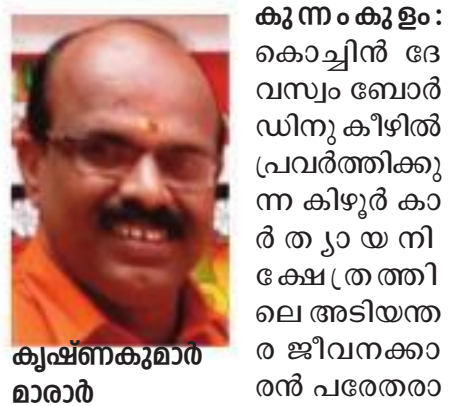 കുന്നംകുളം:
കൊച്ചിൻ ദേ
വസ്വം ബോർ
ഡിനു കീഴിൽ
പ്രവർത്തിക്കു
ന്ന കിഴൂർ കാ
ർത്യായനി
ക്ഷേത്രത്തി
ലെ അടിയന്ത
ര ജീവനക്കാ
രൻ പരേതരാ
കൃഷ്ണകുമാർ
മാരാർ